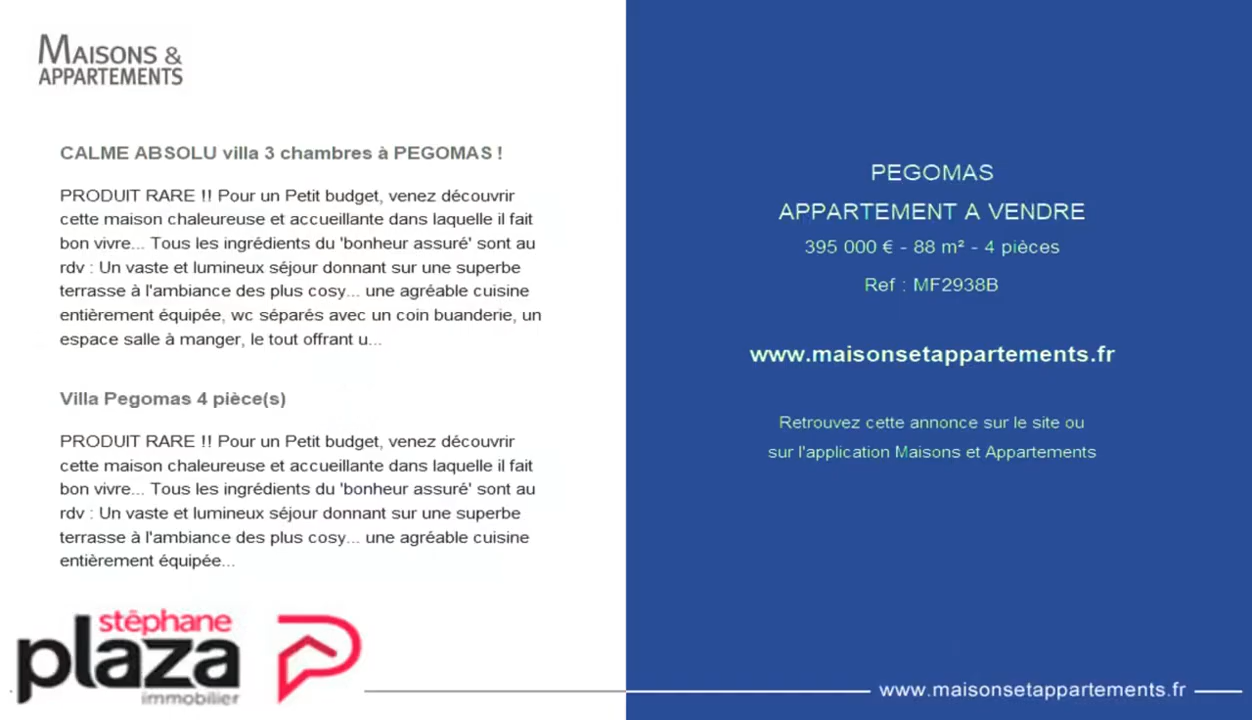 MAISONS &
APPARTEMENTS
CALME ABSOLU villa 3 chambres à PEGOMAS !
PRODUIT RARE !! Pour un Petit budget, venez découvrir
cette maison chaleureuse et accueillante dans laquelle il fait
bon vivre... Tous les ingrédients du 'bonheur assuré' sont au
rdv : Un vaste et lumineux séjour donnant sur une superbe
terrasse à l'ambiance des plus cosy... une agréable cuisine
entièrement équipée, wc séparés avec un coin buanderie, un
espace salle à manger, le tout offrant u...
Villa Pegomas 4 pièce(s)
PRODUIT RARE !! Pour un Petit budget, venez découvrir
cette maison chaleureuse et accueillante dans laquelle il fait
bon vivre... Tous les ingrédients du 'bonheur assuré' sont au
rdv : Un vaste et lumineux séjour donnant sur une superbe
terrasse à l'ambiance des plus cosy... une agréable cuisine
entièrement équipée...
stéphane
plaza
immobilier
PEGOMAS
APPARTEMENT A VENDRE
395 000 € - 88 m² - 4 pièces
Ref : MF2938B
www.maisonsetappartements.fr
Retrouvez cette annonce sur le site ou
sur l'application Maisons et Appartements
www.maisonsetappartements.fr